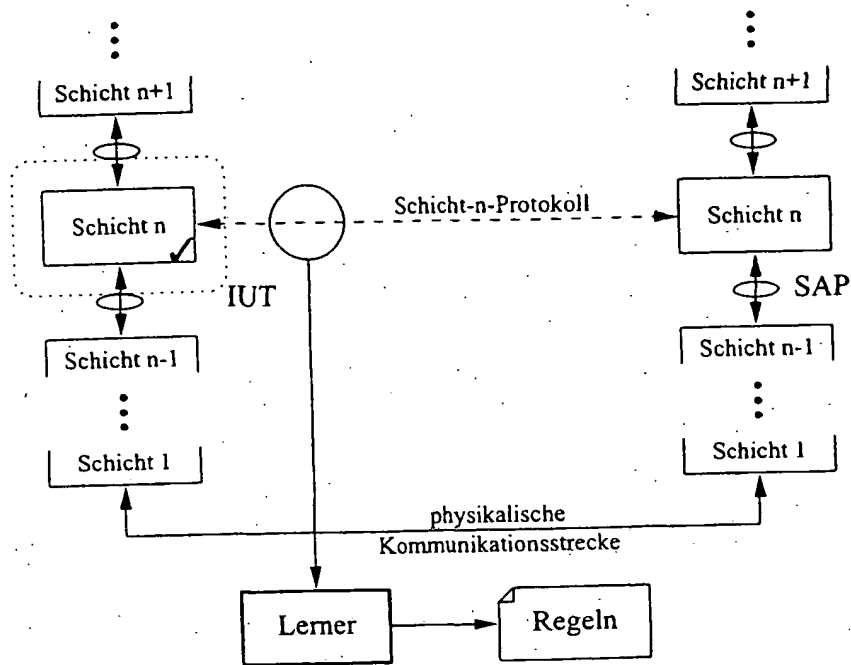 Schicht n+1
Schicht n+1
Schicht n
Schicht-n-Protokoll
Schicht n
IUT
SAP
Schicht n-1
Schicht n-1
Schicht 1
Schicht 1
physikalische
Kommunikationsstrecke
Lerner
Regeln